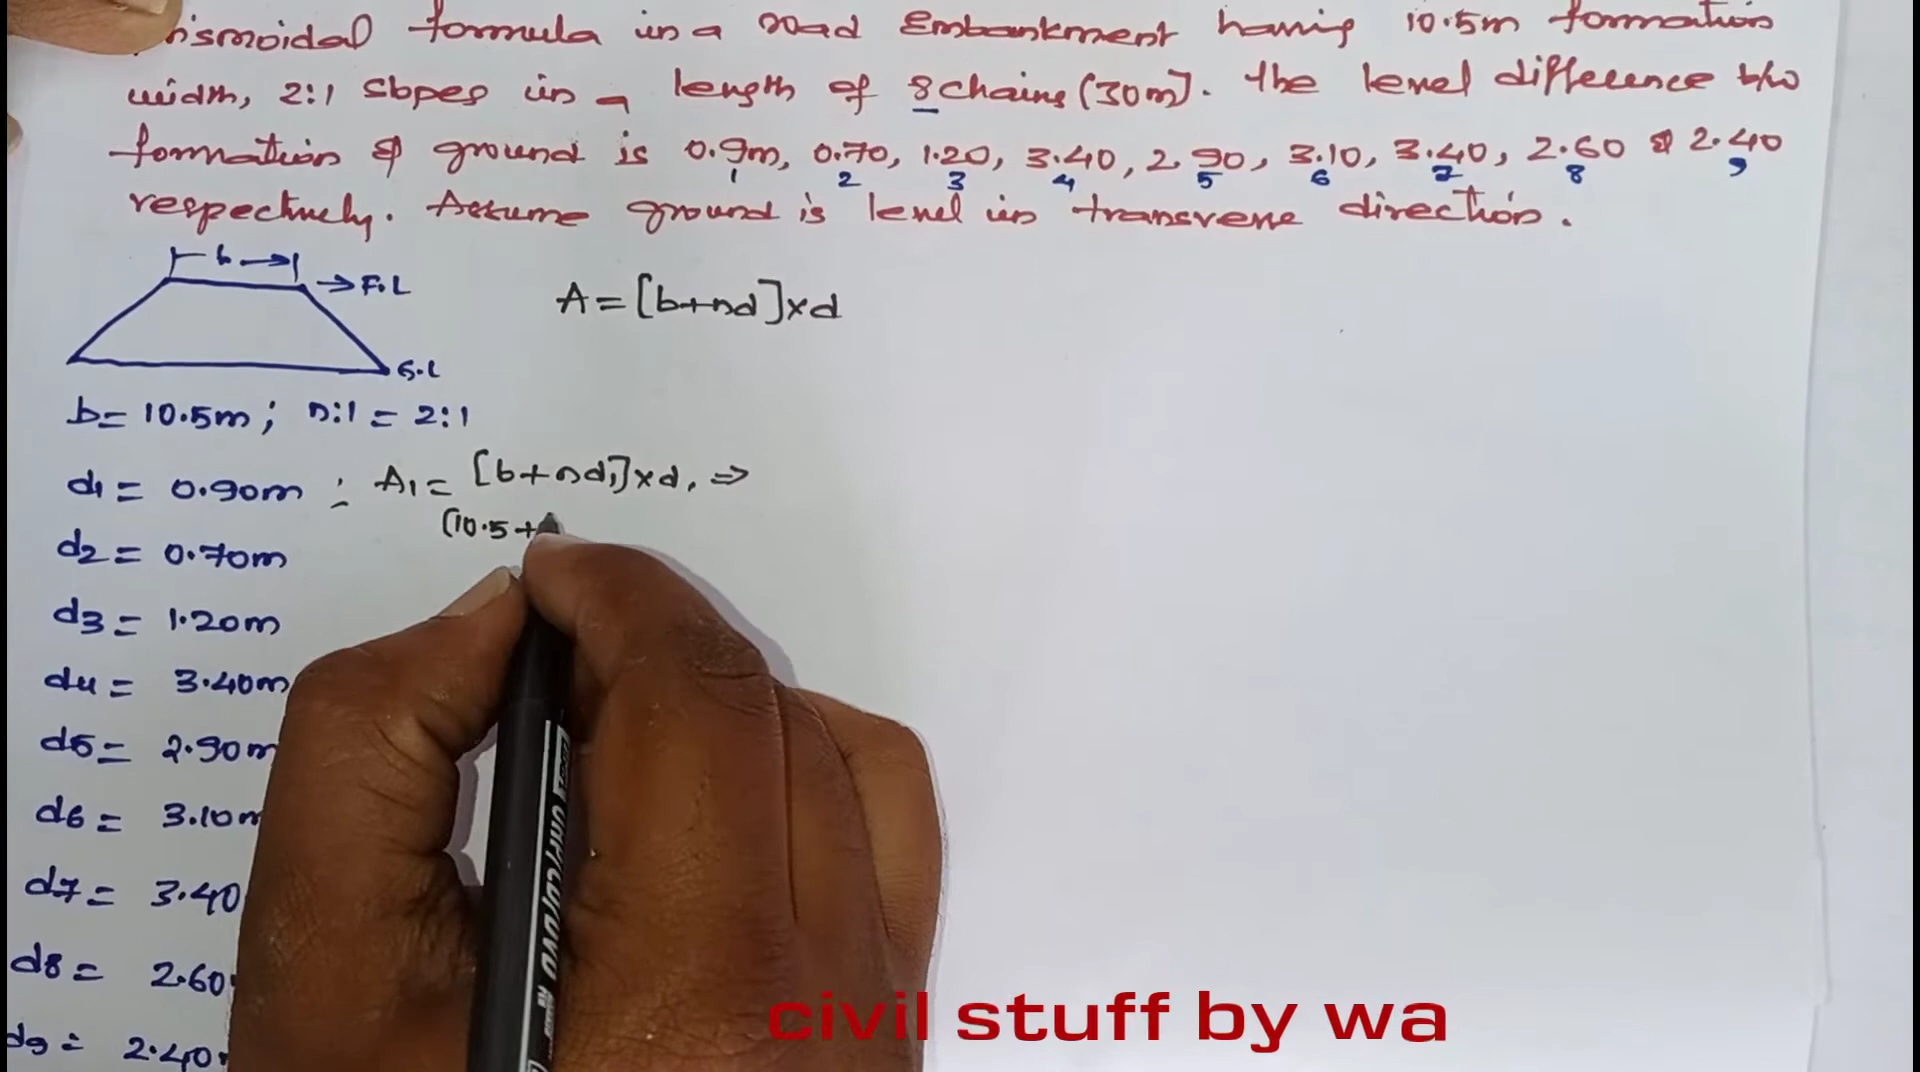 rismoidal formula in a road Embankment having 10.5m formation
width, 2:1 slopes in a length of 8 chains (30m). The level difference b/w
formation & ground is 0.9m, 0.70, 1.20, 3.40, 2.90, 3.10, 3.40, 2.60 & 2.40
1 2 3 4 5 6 7 8 9
respectively. Assume ground is level in transverse direction.
b
F.L
A = [b+nd]×d
G.L
b = 10.5m ; n:1 = 2:1
d1 = 0.90m : A1 = [b+nd1]×d1 ⇒
(10.5+
d2 = 0.70m
d3 = 1.20m
d4 = 3.40m
d5 = 2.90m
d6 = 3.10m
d7 = 3.40
d8 = 2.60
d9 = 2.40
civil stuff by wa